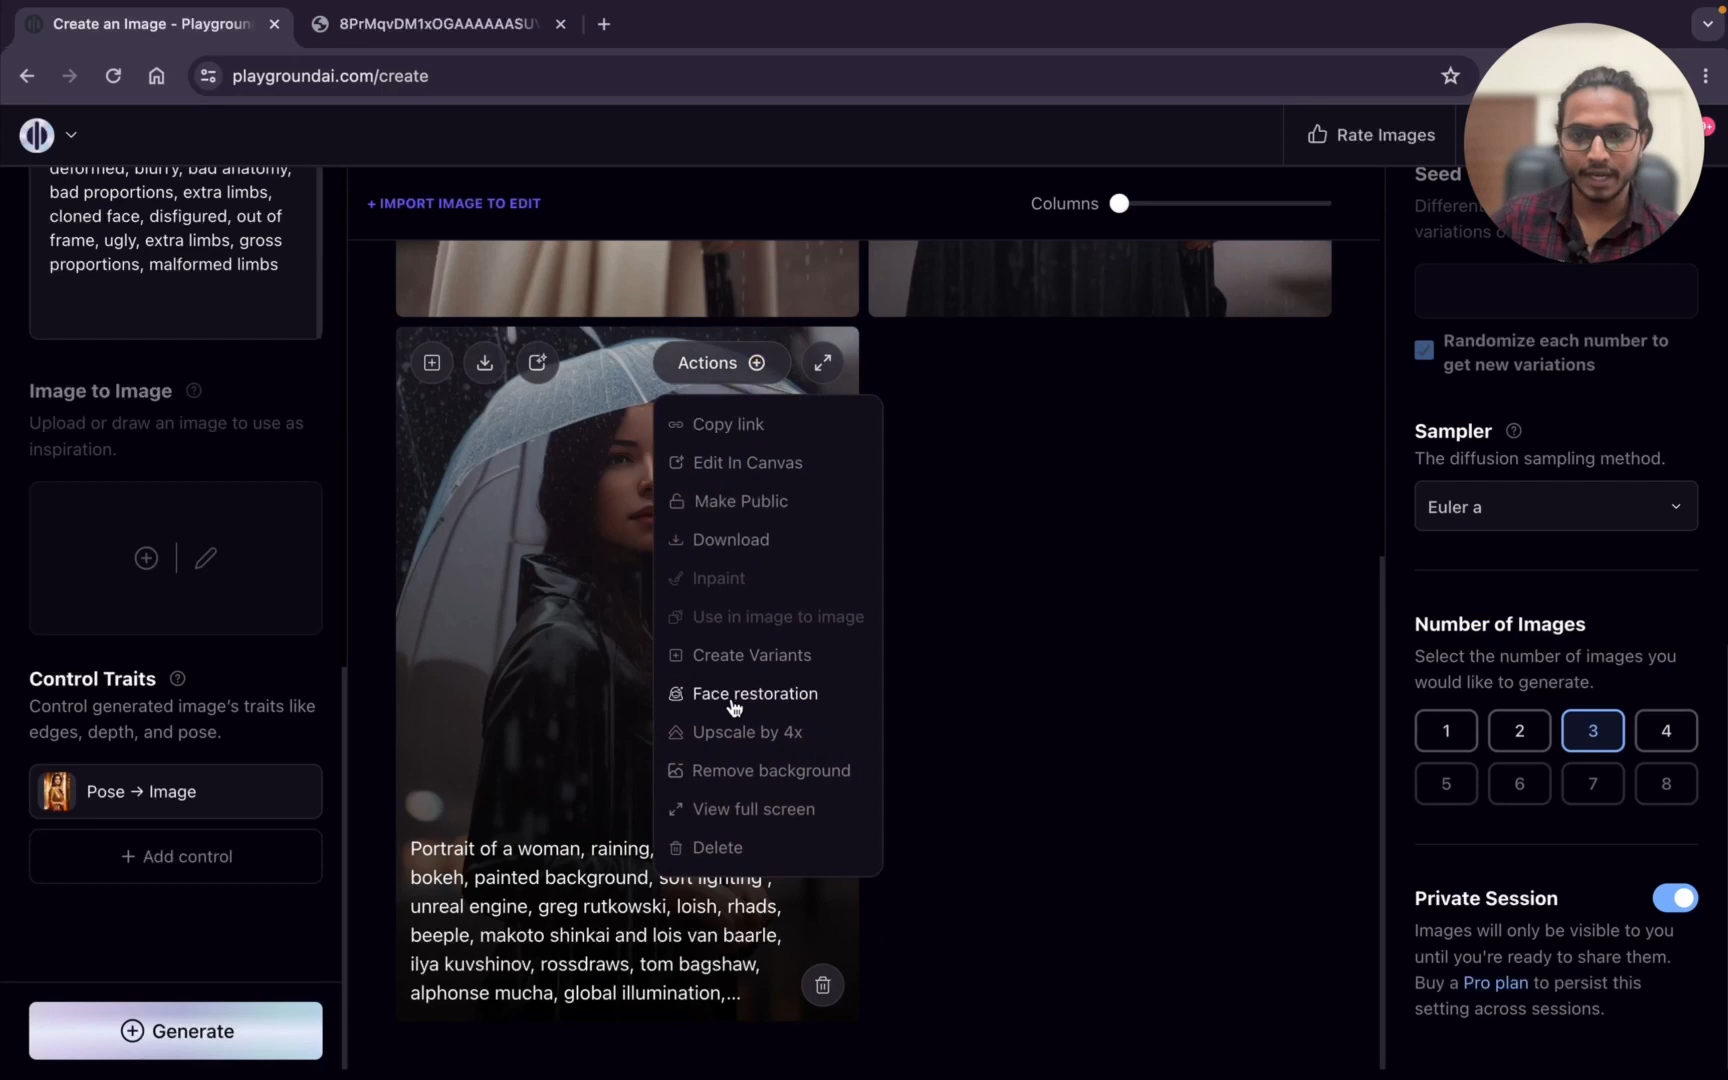 Create an Image - Playgroun
8PrMqvDM1xOGAAAAAASU
playgroundai.com/create
Rate Images
9+
deformed, blurry, bad anatomy,
bad proportions, extra limbs,
cloned face, disfigured, out of
frame, ugly, extra limbs, gross
proportions, malformed limbs
+ IMPORT IMAGE TO EDIT
Columns
Image to Image
Upload or draw an image to use as
inspiration.
Control Traits
Control generated image's traits like
edges, depth, and pose.
Pose → Image
+ Add control
Generate
Actions
Copy link
Edit In Canvas
Make Public
Download
Inpaint
Use in image to image
Create Variants
Face restoration
Upscale by 4x
Remove background
View full screen
Delete
Portrait of a woman, raining,
bokeh, painted background, soft lighting ,
unreal engine, greg rutkowski, loish, rhads,
beeple, makoto shinkai and lois van baarle,
ilya kuvshinov, rossdraws, tom bagshaw,
alphonse mucha, global illumination,...
Seed
Differen
variations
Randomize each number to
get new variations
Sampler
The diffusion sampling method.
Euler a
Number of Images
Select the number of images you
would like to generate.
1 2 3 4
5 6 7 8
Private Session
Images will only be visible to you
until you're ready to share them.
Buy a Pro plan to persist this
setting across sessions.